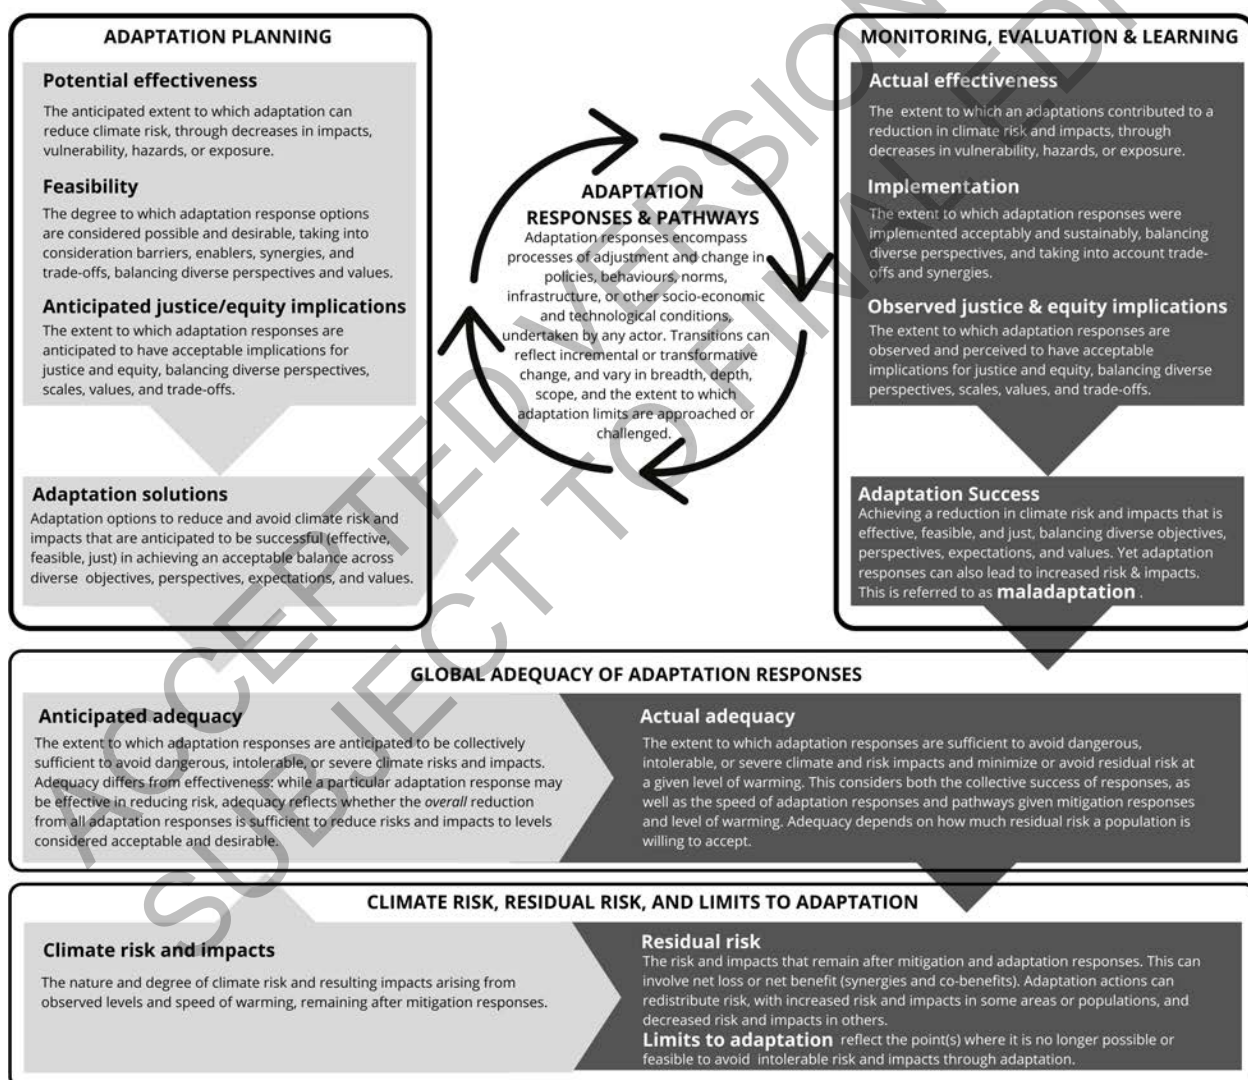 ADAPTATION PLANNING
Potential effectiveness
The anticipated extent to which adaptation can
reduce climate risk, through decreases in impacts,
vulnerability, hazards, or exposure.
Feasibility
The degree to which adaptation response options
are considered possible and desirable, taking into
consideration barriers, enablers, synergies, and
trade-offs, balancing diverse perspectives and values.
Anticipated justice/equity implications
The extent to which adaptation responses are
anticipated to have acceptable implications for
justice and equity, balancing diverse perspectives,
scales, values, and trade-offs.
Adaptation solutions
Adaptation options to reduce and avoid climate risk and
impacts that are anticipated to be successful (effective,
feasible, just) in achieving an acceptable balance across
diverse objectives, perspectives, expectations, and values.
ADAPTATION
RESPONSES & PATHWAYS
Adaptation responses encompass
processes of adjustment and change in
policies, behaviours, norms,
infrastructure, or other socio-economic
and technological conditions,
undertaken by any actor. Transitions can
reflect incremental or transformative
change, and vary in breadth, depth,
scope, and the extent to which
adaptation limits are approached or
challenged.
MONITORING, EVALUATION & LEARNING
Actual effectiveness
The extent to which an adaptations contributed to a
reduction in climate risk and impacts, through
decreases in vulnerability, hazards, or exposure.
Implementation
The extent to which adaptation responses were
implemented acceptably and sustainably, balancing
diverse perspectives, and taking into account trade-
offs and synergies.
Observed justice & equity implications
The extent to which adaptation responses are
observed and perceived to have acceptable
implications for justice and equity, balancing diverse
perspectives, scales, values, and trade-offs.
Adaptation Success
Achieving a reduction in climate risk and impacts that is
effective, feasible, and just, balancing diverse objectives,
perspectives, expectations, and values. Yet adaptation
responses can also lead to increased risk & impacts.
This is referred to as maladaptation .
GLOBAL ADEQUACY OF ADAPTATION RESPONSES
Anticipated adequacy
The extent to which adaptation responses are anticipated to be collectively
sufficient to avoid dangerous, intolerable, or severe climate risks and impacts.
Adequacy differs from effectiveness: while a particular adaptation response may
be effective in reducing risk, adequacy reflects whether the overall reduction
from all adaptation responses is sufficient to reduce risks and impacts to levels
considered acceptable and desirable.
Actual adequacy
The extent to which adaptation responses are sufficient to avoid dangerous,
intolerable, or severe climate and risk impacts and minimize or avoid residual risk at
a given level of warming. This considers both the collective success of responses, as
well as the speed of adaptation responses and pathways given mitigation responses
and level of warming. Adequacy depends on how much residual risk a population is
willing to accept.
CLIMATE RISK, RESIDUAL RISK, AND LIMITS TO ADAPTATION
Climate risk and impacts
The nature and degree of climate risk and resulting impacts arising from
observed levels and speed of warming, remaining after mitigation responses.
Residual risk
The risk and impacts that remain after mitigation and adaptation responses. This can
involve net loss or net benefit (synergies and co-benefits). Adaptation actions can
redistribute risk, with increased risk and impacts in some areas or populations, and
decreased risk and impacts in others.
Limits to adaptation reflect the point(s) where it is no longer possible or
feasible to avoid intolerable risk and impacts through adaptation.
ACCEPTED VERSION
SUBJECT TO FINAL EDI